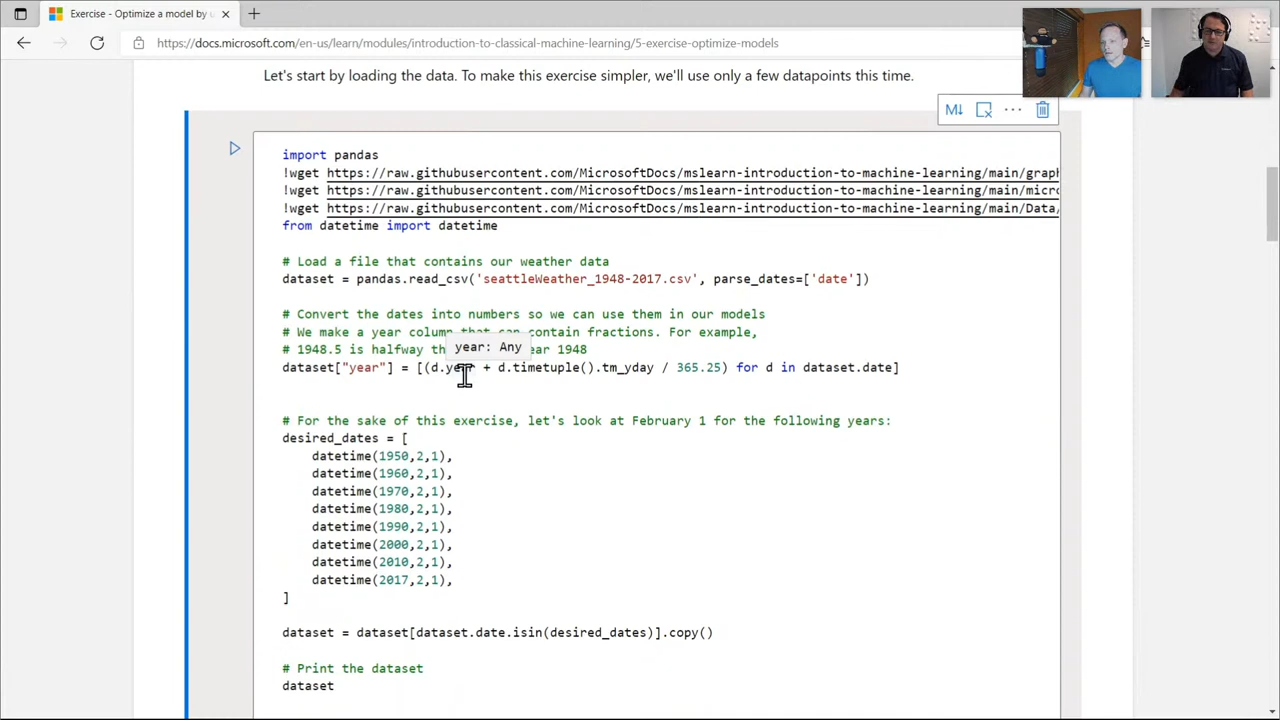 Exercise - Optimize a model by u
https://docs.microsoft.com/en-us/learn/modules/introduction-to-classical-machine-learning/5-exercise-optimize-models
Let's start by loading the data. To make this exercise simpler, we'll use only a few datapoints this time.
M↓
import pandas
!wget https://raw.githubusercontent.com/MicrosoftDocs/mslearn-introduction-to-machine-learning/main/graph
!wget https://raw.githubusercontent.com/MicrosoftDocs/mslearn-introduction-to-machine-learning/main/micro
!wget https://raw.githubusercontent.com/MicrosoftDocs/mslearn-introduction-to-machine-learning/main/Data/
from datetime import datetime
# Load a file that contains our weather data
dataset = pandas.read_csv('seattleWeather_1948-2017.csv', parse_dates=['date'])
# Convert the dates into numbers so we can use them in our models
# We make a year column that can contain fractions. For example,
year: Any
# 1948.5 is halfway th ear 1948
dataset["year"] = [(d.year + d.timetuple().tm_yday / 365.25) for d in dataset.date]
# For the sake of this exercise, let's look at February 1 for the following years:
desired_dates = [
datetime(1950,2,1),
datetime(1960,2,1),
datetime(1970,2,1),
datetime(1980,2,1),
datetime(1990,2,1),
datetime(2000,2,1),
datetime(2010,2,1),
datetime(2017,2,1),
]
dataset = dataset[dataset.date.isin(desired_dates)].copy()
# Print the dataset
dataset